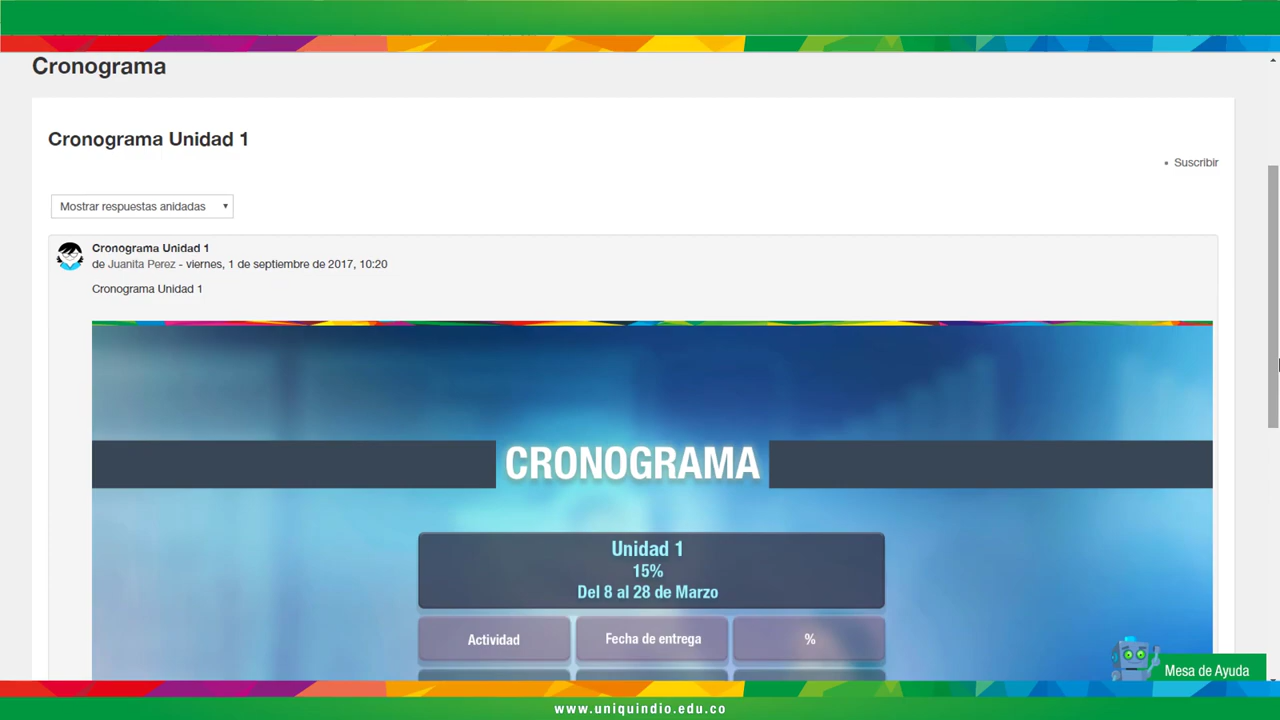 Cronograma
Cronograma Unidad 1
Suscribir
Mostrar respuestas anidadas
Cronograma Unidad 1
de Juanita Perez - viernes, 1 de septiembre de 2017, 10:20
Cronograma Unidad 1
CRONOGRAMA
Unidad 1
15%
Del 8 al 28 de Marzo
Actividad Fecha de entrega %
Mesa de Ayuda
www.uniquindio.edu.co